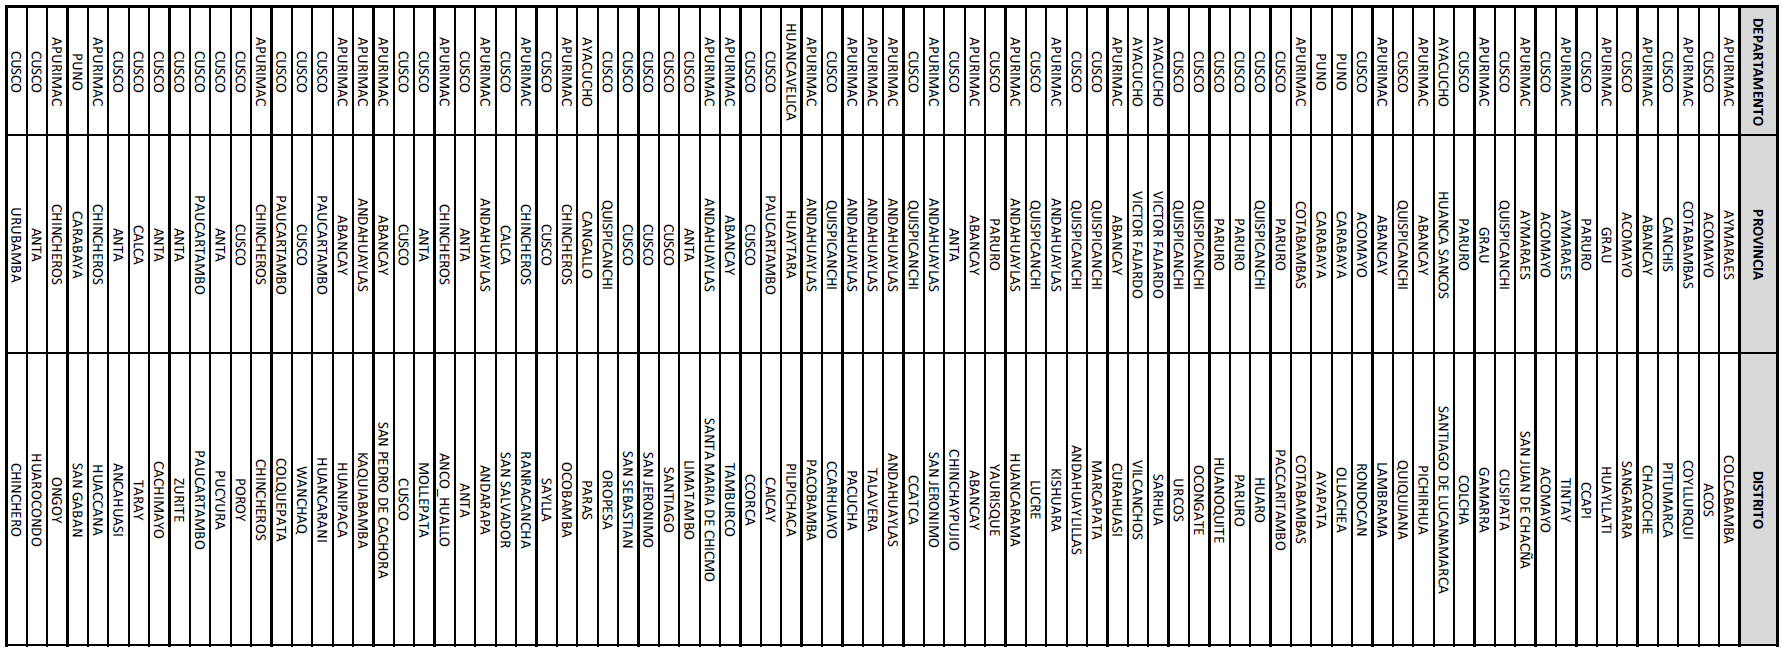 DEPARTAMENTO PROVINCIA DISTRITO
APURIMAC AYMARAES COLCABAMBA
CUSCO ACOMAYO ACOS
APURIMAC COTABAMBAS COYLLURQUI
CUSCO CANCHIS PITUMARCA
APURIMAC ABANCAY CHACOCHE
CUSCO ACOMAYO SANGARARA
APURIMAC GRAU HUAYLLATI
CUSCO PARURO CCAPI
APURIMAC AYMARAES TINTAY
CUSCO ACOMAYO ACOMAYO
APURIMAC AYMARAES SAN JUAN DE CHACÑA
CUSCO QUISPICANCHI CUSIPATA
APURIMAC GRAU GAMARRA
CUSCO PARURO COLCHA
AYACUCHO HUANCA SANCOS SANTIAGO DE LUCANAMARCA
APURIMAC ABANCAY PICHIRHUA
CUSCO QUISPICANCHI QUIQUIJANA
APURIMAC ABANCAY LAMBRAMA
CUSCO ACOMAYO RONDOCAN
PUNO CARABAYA OLLACHEA
PUNO CARABAYA AYAPATA
APURIMAC COTABAMBAS COTABAMBAS
CUSCO PARURO PACCARITAMBO
CUSCO QUISPICANCHI HUARO
CUSCO PARURO PARURO
CUSCO PARURO HUANOQUITE
CUSCO QUISPICANCHI OCONGATE
CUSCO QUISPICANCHI URCOS
AYACUCHO VICTOR FAJARDO SARHUA
AYACUCHO VICTOR FAJARDO VILCANCHOS
APURIMAC ABANCAY CURAHUASI
CUSCO QUISPICANCHI MARCAPATA
CUSCO QUISPICANCHI ANDAHUAYLILLAS
APURIMAC ANDAHUAYLAS KISHUARA
CUSCO QUISPICANCHI LUCRE
APURIMAC ANDAHUAYLAS HUANCARAMA
CUSCO PARURO YAURISQUE
APURIMAC ABANCAY ABANCAY
CUSCO ANTA CHINCHAYPUJIO
APURIMAC ANDAHUAYLAS SAN JERONIMO
CUSCO QUISPICANCHI CCATCA
APURIMAC ANDAHUAYLAS ANDAHUAYLAS
APURIMAC ANDAHUAYLAS TALAVERA
APURIMAC ANDAHUAYLAS PACUCHA
CUSCO QUISPICANCHI CCARHUAYO
APURIMAC ANDAHUAYLAS PACOBAMBA
HUANCAVELICA HUAYTARA PILPICHACA
CUSCO PAUCARTAMBO CAICAY
CUSCO CUSCO CCORCA
APURIMAC ABANCAY TAMBURCO
APURIMAC ANDAHUAYLAS SANTA MARIA DE CHICMO
CUSCO ANTA LIMATAMBO
CUSCO CUSCO SANTIAGO
CUSCO CUSCO SAN JERONIMO
CUSCO CUSCO SAN SEBASTIAN
CUSCO QUISPICANCHI OROPESA
AYACUCHO CANGALLO PARAS
APURIMAC CHINCHEROS OCOBAMBA
CUSCO CUSCO SAYLLA
APURIMAC CHINCHEROS RANRACANCHA
CUSCO CALCA SAN SALVADOR
APURIMAC ANDAHUAYLAS ANDARAPA
CUSCO ANTA ANTA
APURIMAC CHINCHEROS ANCO_HUALLO
CUSCO ANTA MOLLEPATA
CUSCO CUSCO CUSCO
APURIMAC ABANCAY SAN PEDRO DE CACHORA
APURIMAC ANDAHUAYLAS KAQUIABAMBA
APURIMAC ABANCAY HUANIPACA
CUSCO PAUCARTAMBO HUANCARANI
CUSCO CUSCO WANCHAQ
CUSCO PAUCARTAMBO COLQUEPATA
APURIMAC CHINCHEROS CHINCHEROS
CUSCO CUSCO POROY
CUSCO ANTA PUCYURA
CUSCO PAUCARTAMBO PAUCARTAMBO
CUSCO ANTA ZURITE
CUSCO ANTA CACHIMAYO
CUSCO CALCA TARAY
CUSCO ANTA ANCAHUASI
APURIMAC CHINCHEROS HUACCANA
PUNO CARABAYA SAN GABAN
APURIMAC CHINCHEROS ONGOY
CUSCO ANTA HUAROCONDO
CUSCO URUBAMBA CHINCHERO